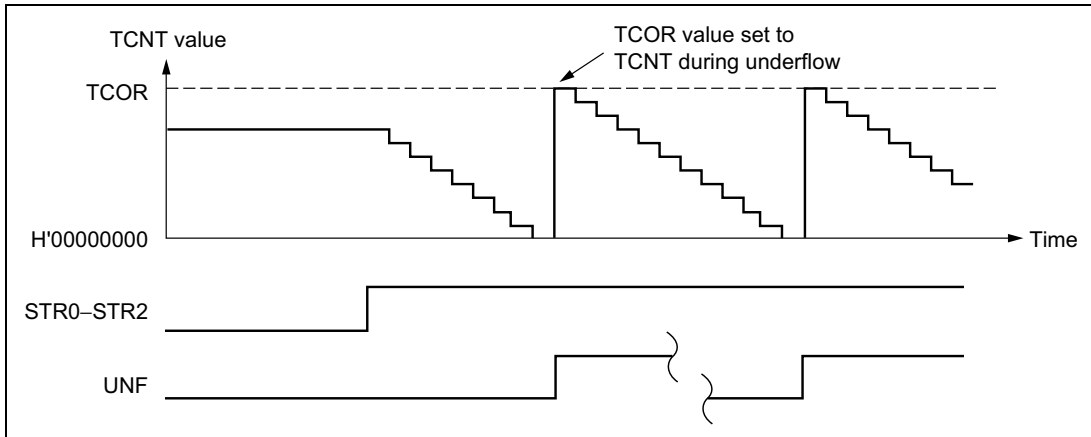 TCNT value
TCOR value set to
TCNT during underflow
TCOR
H'00000000
Time
STR0–STR2
UNF